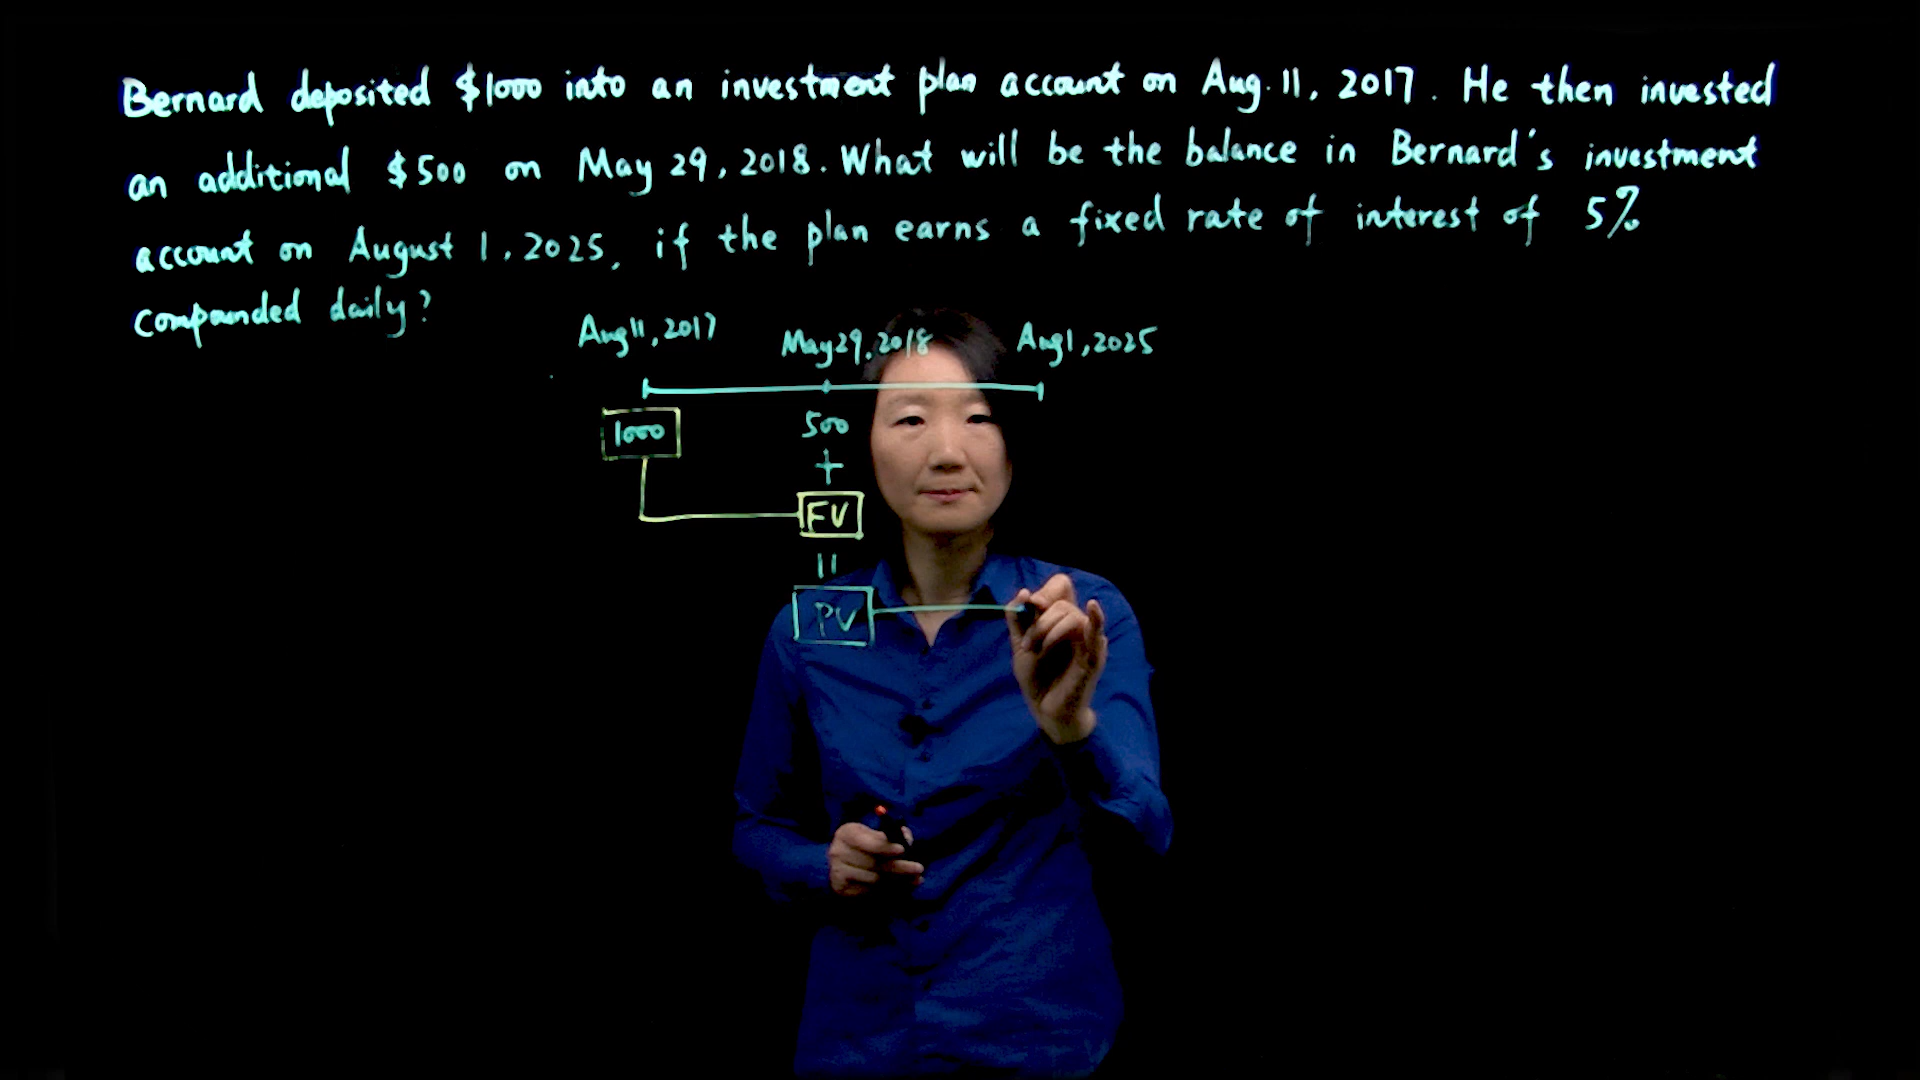 Bernard deposited $1000 into an investment plan account on Aug. 11, 2017. He then invested
an additional $500 on May 29, 2018. What will be the balance in Bernard's investment
account on August 1, 2025, if the plan earns a fixed rate of interest of 5%
compounded daily?
Aug 11, 2017 May 29, 2018 Aug 1, 2025
1000 500
+
FV
=
PV